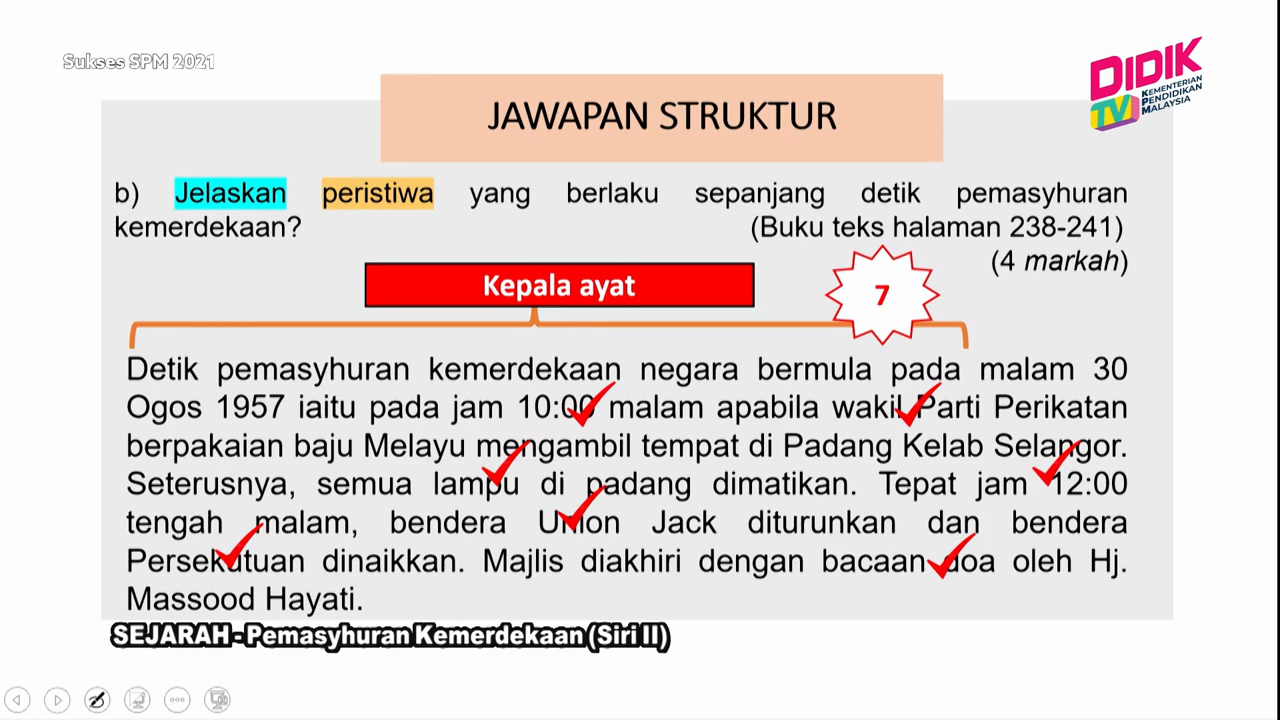 Sukses SPM 2021
DIDIK
TV
KEMENTERIAN
PENDIDIKAN
MALAYSIA
JAWAPAN STRUKTUR
b) Jelaskan peristiwa yang berlaku sepanjang detik pemasyhuran
kemerdekaan? (Buku teks halaman 238-241)
(4 markah)
Kepala ayat
7
Detik pemasyhuran kemerdekaan negara bermula pada malam 30
Ogos 1957 iaitu pada jam 10:00 malam apabila wakil Parti Perikatan
berpakaian baju Melayu mengambil tempat di Padang Kelab Selangor.
Seterusnya, semua lampu di padang dimatikan. Tepat jam 12:00
tengah malam, bendera Union Jack diturunkan dan bendera
Persekutuan dinaikkan. Majlis diakhiri dengan bacaan doa oleh Hj.
Massood Hayati.
SEJARAH - Pemasyhuran Kemerdekaan (Siri II)